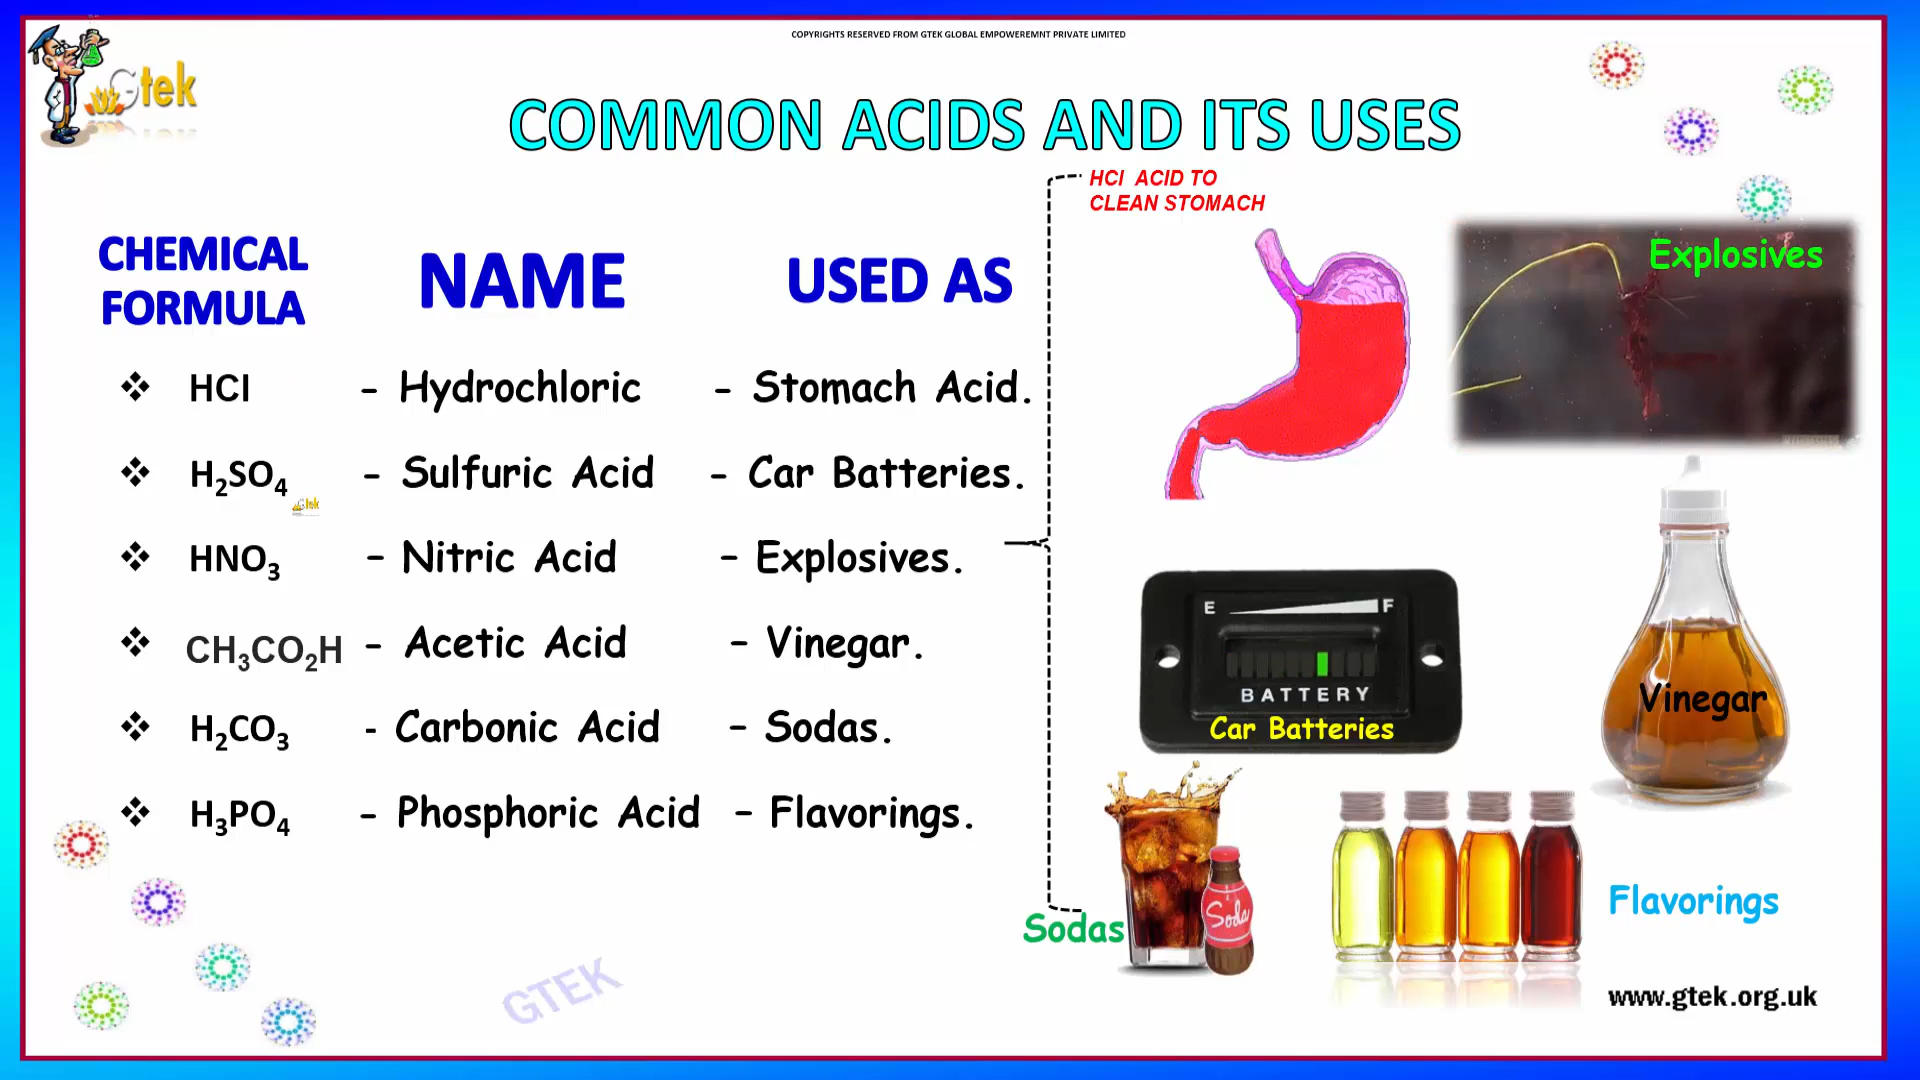 COPYRIGHTS RESERVED FROM GTEK GLOBAL EMPOWEREMNT PRIVATE LIMITED
Gtek
COMMON ACIDS AND ITS USES
HCl ACID TO
CLEAN STOMACH
CHEMICAL
FORMULA
NAME
USED AS
Explosives
❖ HCl - Hydrochloric - Stomach Acid.
❖ H₂SO₄ - Sulfuric Acid - Car Batteries.
Gtek
❖ HNO₃ - Nitric Acid - Explosives.
❖ CH₃CO₂H - Acetic Acid - Vinegar.
❖ H₂CO₃ - Carbonic Acid - Sodas.
❖ H₃PO₄ - Phosphoric Acid - Flavorings.
E F
BATTERY
Car Batteries
Vinegar
Sodas
Soda
Flavorings
GTEK
www.gtek.org.uk